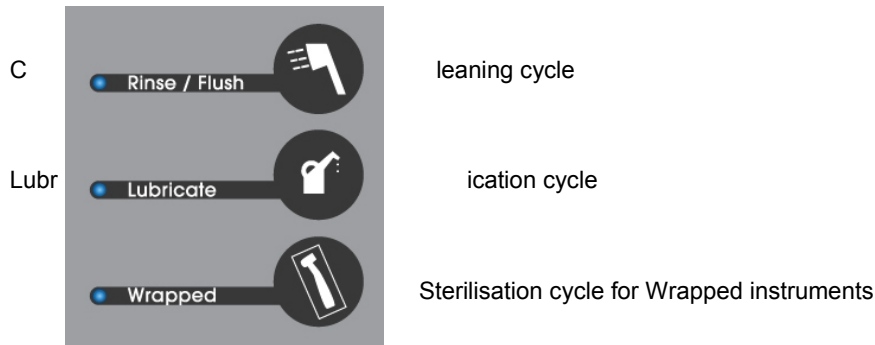 C Rinse / Flush leaning cycle
Lubr Lubricate ication cycle
Wrapped Sterilisation cycle for Wrapped instruments